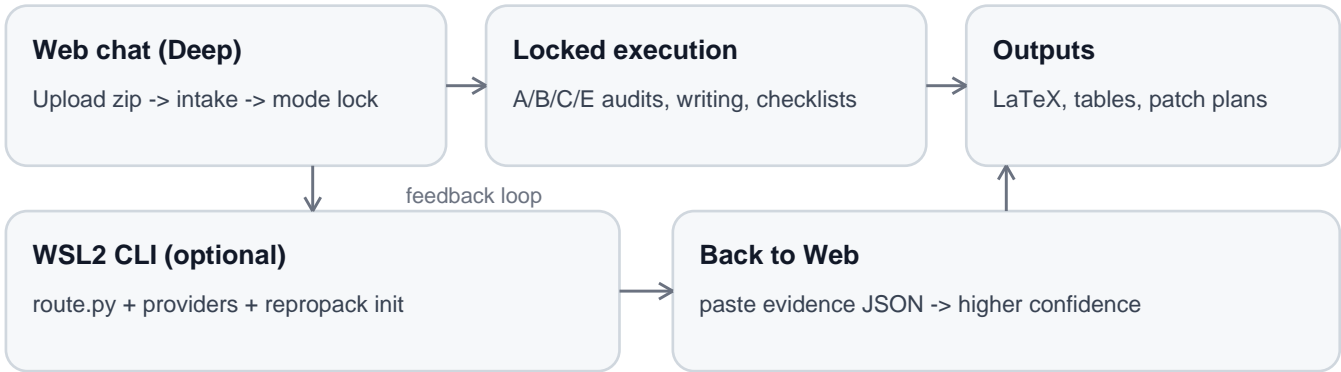 Web chat (Deep)
Upload zip -> intake -> mode lock
Locked execution
A/B/C/E audits, writing, checklists
Outputs
LaTeX, tables, patch plans
feedback loop
WSL2 CLI (optional)
route.py + providers + repropack init
Back to Web
paste evidence JSON -> higher confidence